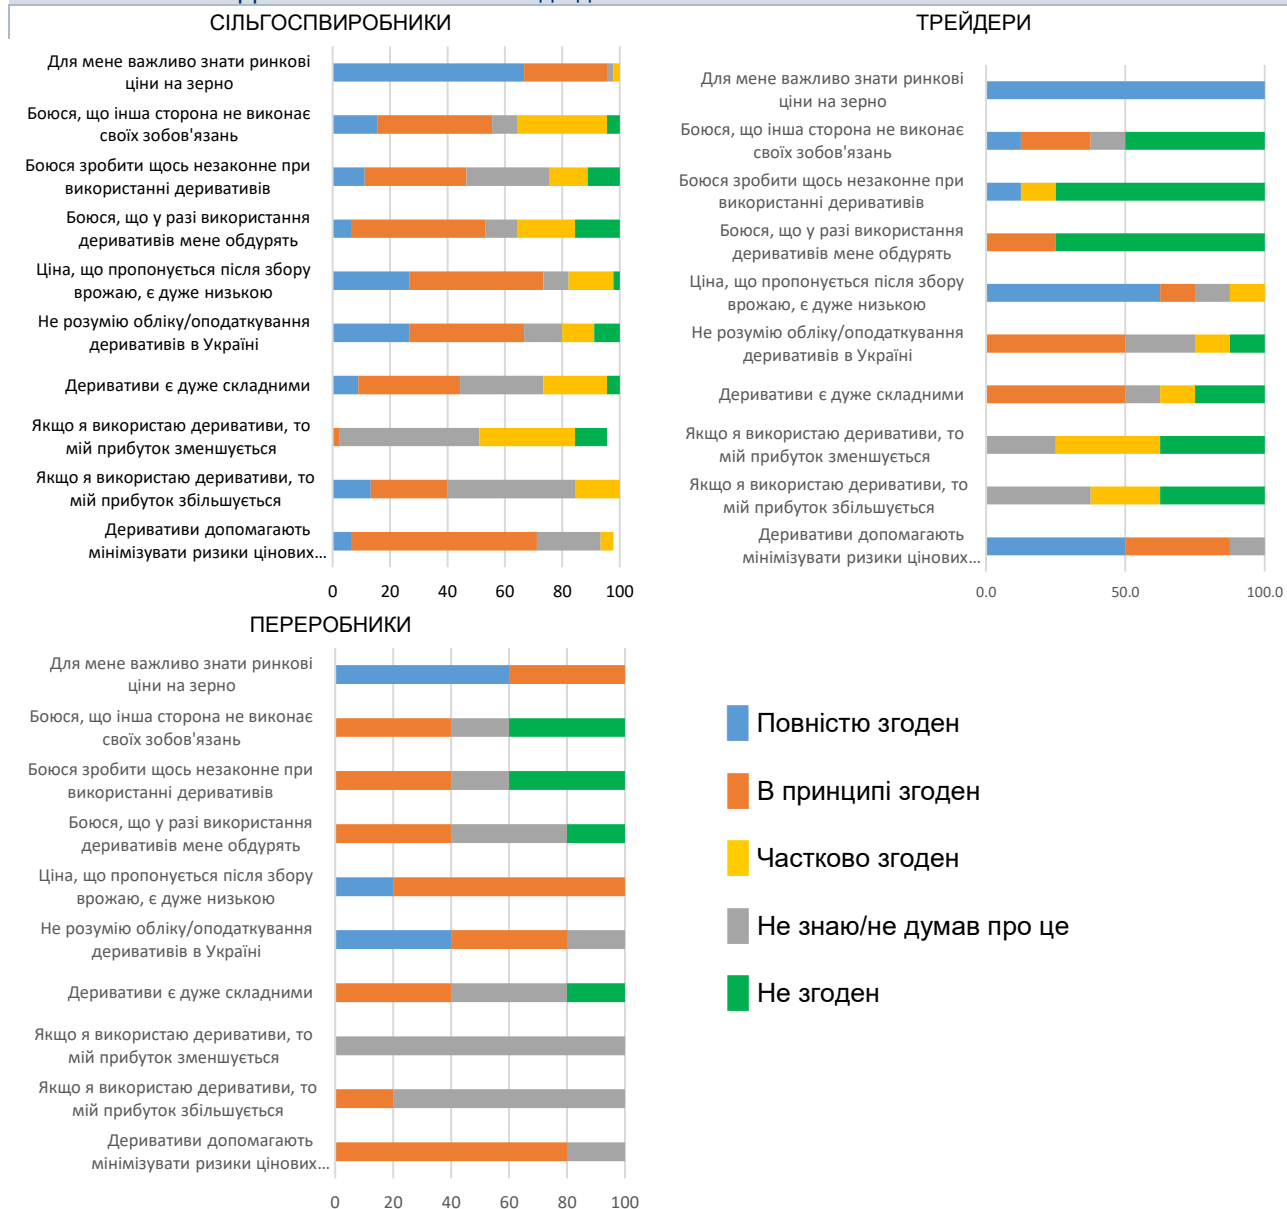 СІЛЬГОСПВИРОБНИКИ
Для мене важливо знати ринкові
ціни на зерно
Боюся, що інша сторона не виконає
своїх зобов'язань
Боюся зробити щось незаконне при
використанні деривативів
Боюся, що у разі використання
деривативів мене обдурять
Ціна, що пропонується після збору
врожаю, є дуже низькою
Не розумію обліку/оподаткування
деривативів в Україні
Деривативи є дуже складними
Якщо я використаю деривативи, то
мій прибуток зменшується
Якщо я використаю деривативи, то
мій прибуток збільшується
Деривативи допомагають
мінімізувати ризики цінових...
0 20 40 60 80 100
ТРЕЙДЕРИ
Для мене важливо знати ринкові
ціни на зерно
Боюся, що інша сторона не виконає
своїх зобов'язань
Боюся зробити щось незаконне при
використанні деривативів
Боюся, що у разі використання
деривативів мене обдурять
Ціна, що пропонується після збору
врожаю, є дуже низькою
Не розумію обліку/оподаткування
деривативів в Україні
Деривативи є дуже складними
Якщо я використаю деривативи, то
мій прибуток зменшується
Якщо я використаю деривативи, то
мій прибуток збільшується
Деривативи допомагають
мінімізувати ризики цінових...
0.0 50.0 100.0
ПЕРЕРОБНИКИ
Для мене важливо знати ринкові
ціни на зерно
Боюся, що інша сторона не виконає
своїх зобов'язань
Боюся зробити щось незаконне при
використанні деривативів
Боюся, що у разі використання
деривативів мене обдурять
Ціна, що пропонується після збору
врожаю, є дуже низькою
Не розумію обліку/оподаткування
деривативів в Україні
Деривативи є дуже складними
Якщо я використаю деривативи, то
мій прибуток зменшується
Якщо я використаю деривативи, то
мій прибуток збільшується
Деривативи допомагають
мінімізувати ризики цінових...
0 20 40 60 80 100
Повністю згоден
В принципі згоден
Частково згоден
Не знаю/не думав про це
Не згоден